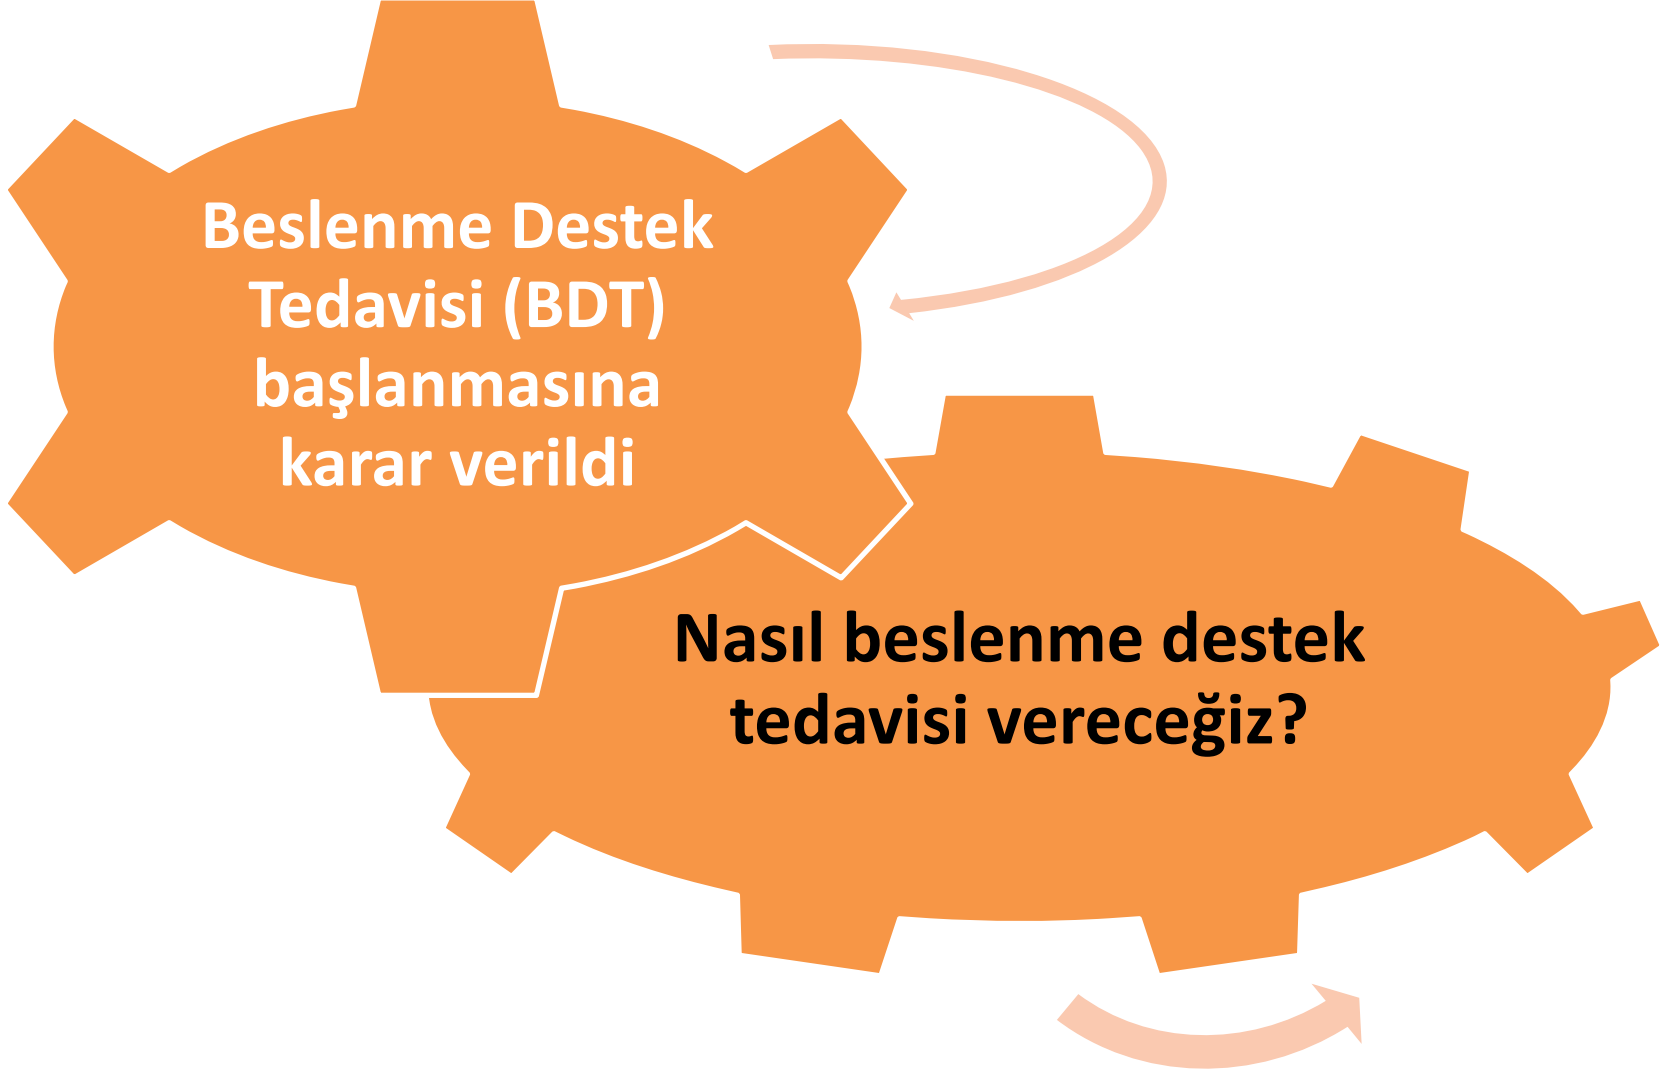 Beslenme Destek
Tedavisi (BDT)
başlanmasına
karar verildi
Nasıl beslenme destek
tedavisi vereceğiz?